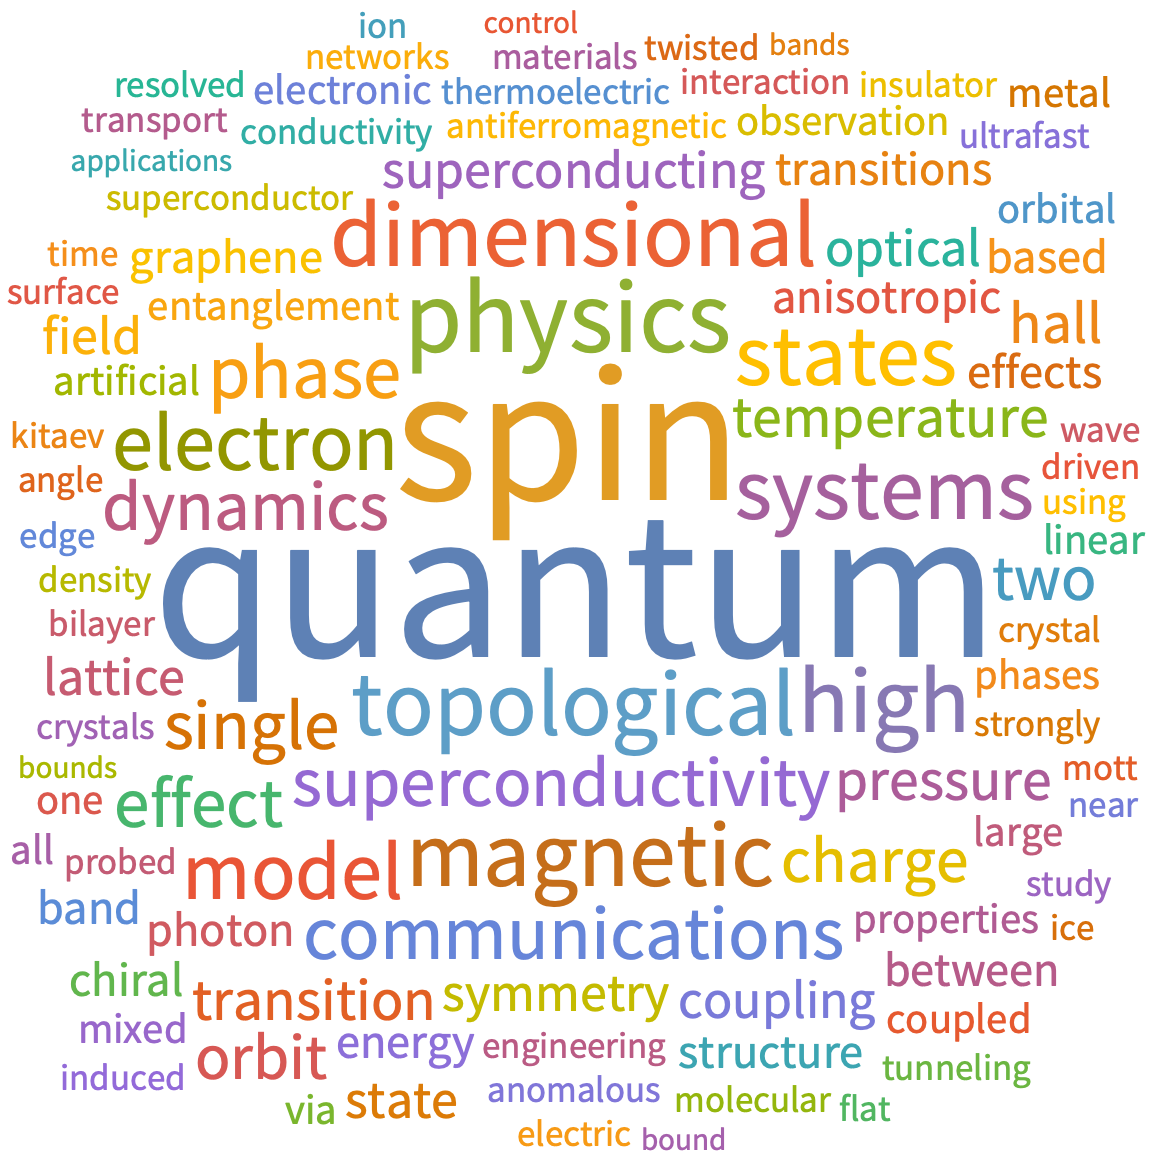 ion control
networks materials twisted bands
resolved electronic thermoelectric interaction insulator metal
transport conductivity antiferromagnetic observation ultrafast
applications superconducting transitions
superconductor dimensional orbital
time graphene optical based
surface entanglement physics anisotropic hall
field phase states effects
artificial spin temperature
kitaev electron wave
angle dynamics systems driven
using
edge quantum linear
density two
bilayer crystal
lattice topological high phases
crystals single strongly
bounds superconductivity pressure mott
one effect near
all probed model magnetic charge large
study
band photon communications properties ice
chiral transition symmetry coupling between
mixed orbit energy engineering structure coupled
induced state anomalous molecular tunneling
via flat
electric bound